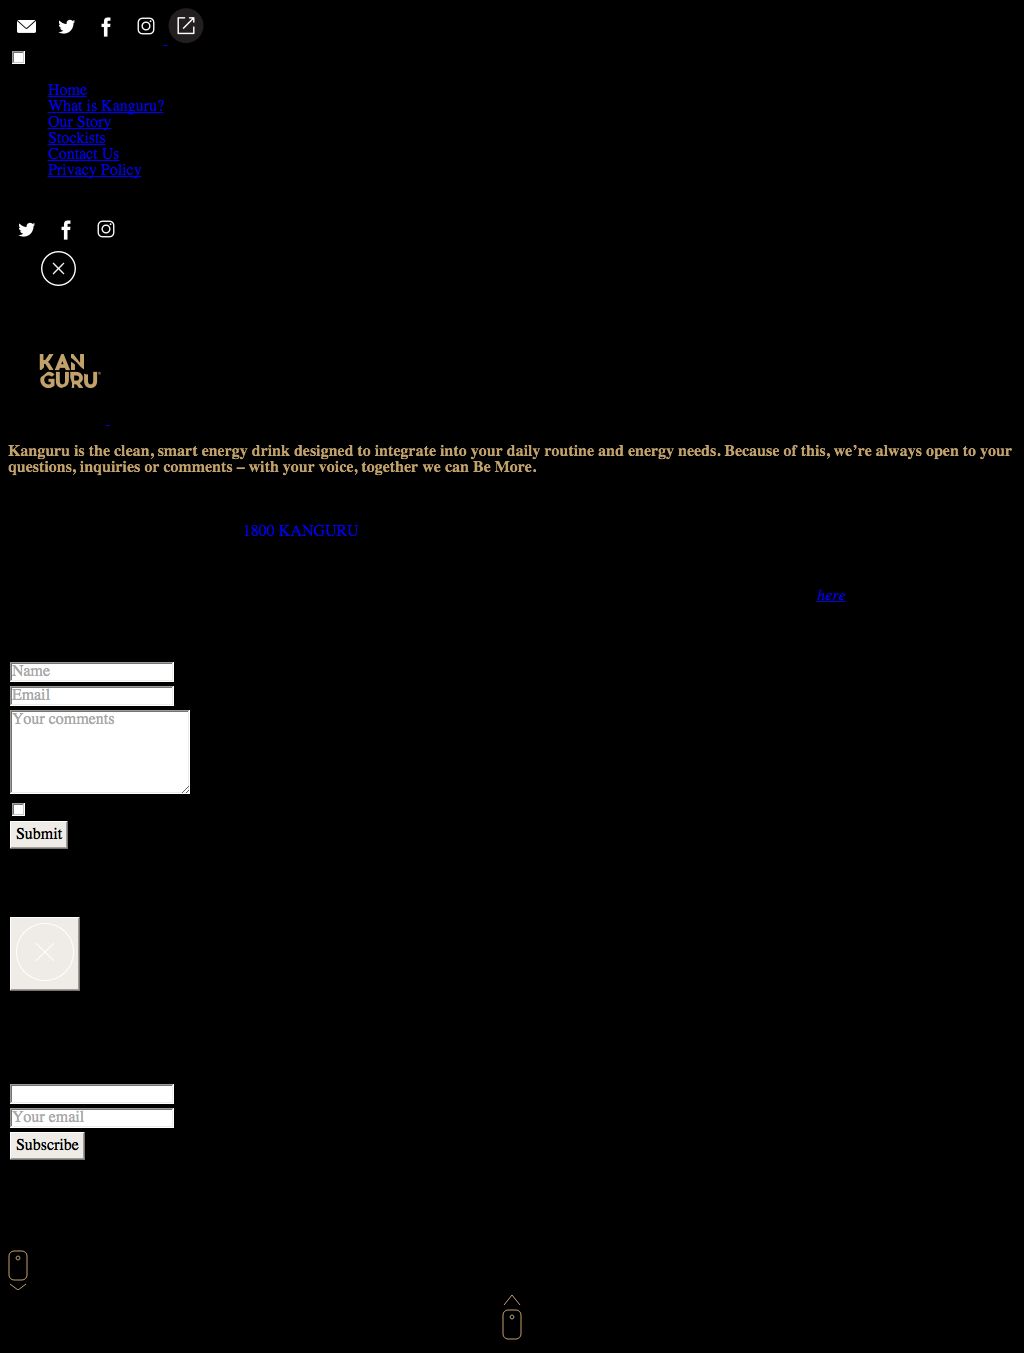 Home
What is Kanguru?
Our Story
Stockists
Contact Us
Privacy Policy
KAN
GURU
Kanguru is the clean, smart energy drink designed to integrate into your daily routine and energy needs. Because of this, we’re always open to your
questions, inquiries or comments – with your voice, together we can Be More.
1800 KANGURU
here
Name
Email
Your comments
Submit
Your email
Subscribe